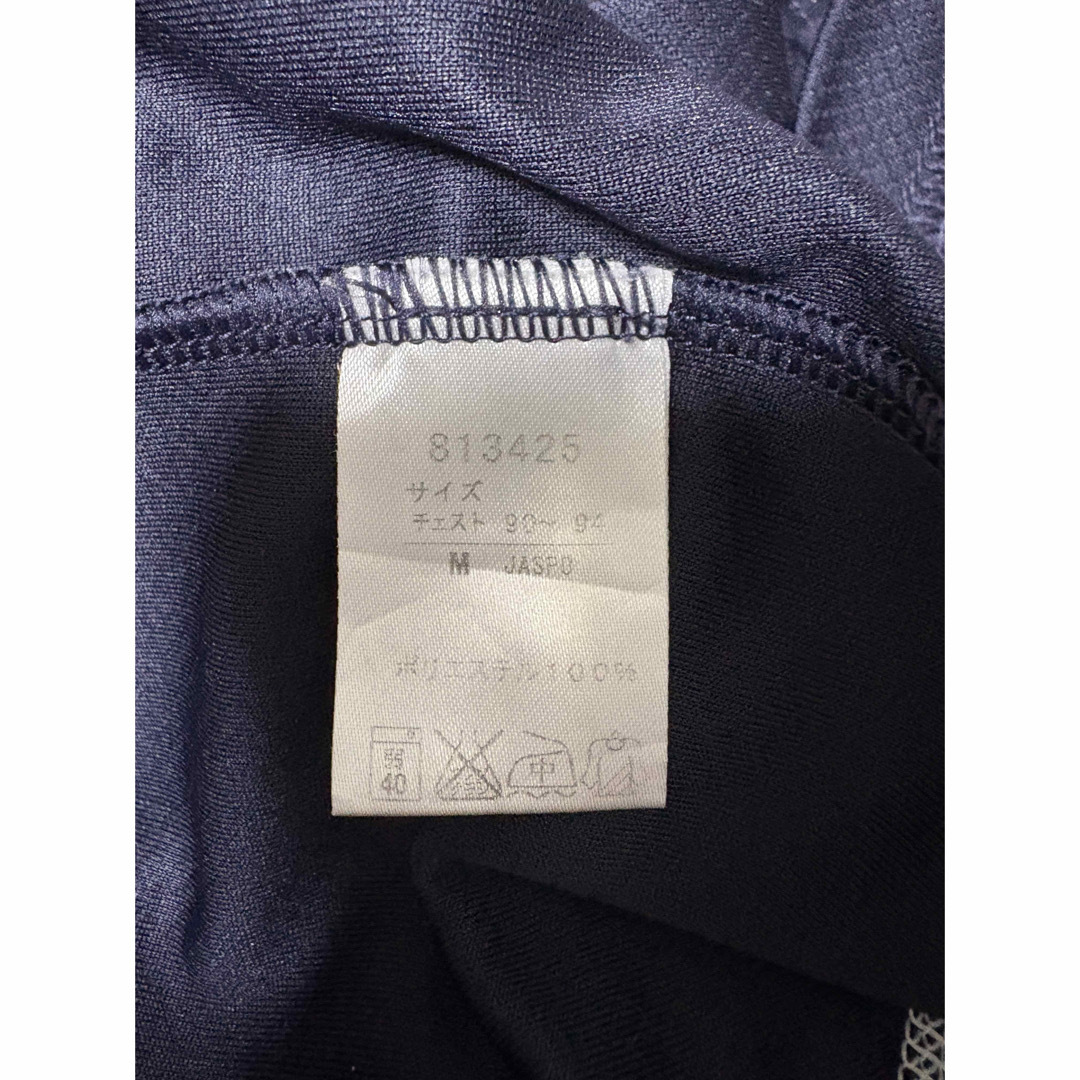 813425
サイズ
チェスト 90～ 94
M JASPO
ポリエステル100%
弱
40
中